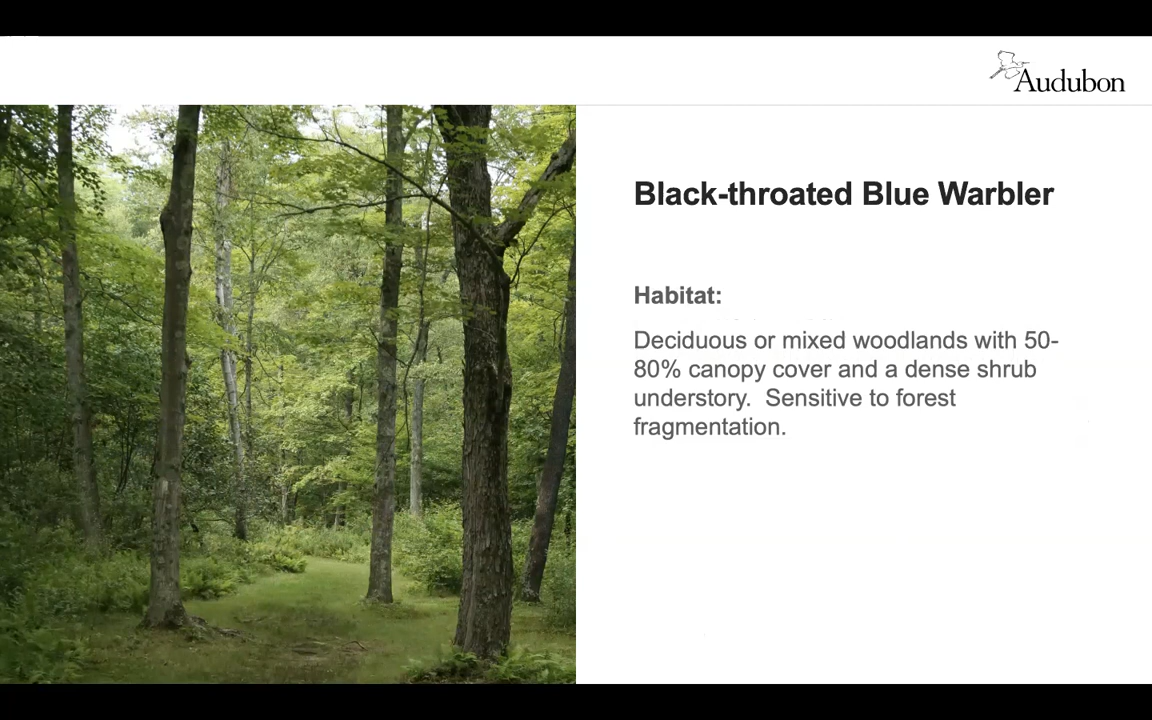 Audubon
Black-throated Blue Warbler
Habitat:
Deciduous or mixed woodlands with 50-
80% canopy cover and a dense shrub
understory.  Sensitive to forest
fragmentation.